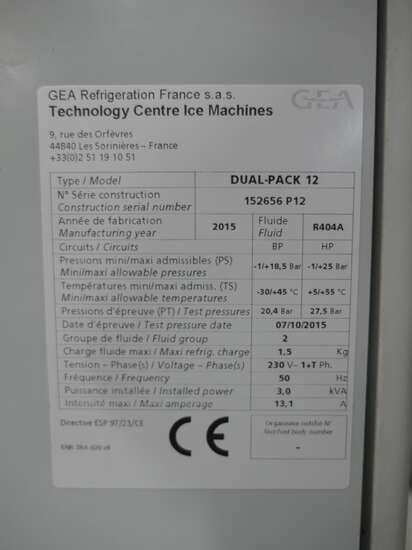 GEA Refrigeration France s.a.s.
GEA
Technology Centre Ice Machines
9, rue des Orfèvres
44840 Les Sorinières – France
+33(0)2 51 19 10 51
Type / Model DUAL-PACK 12
N° Série construction
Construction serial number 152656 P12
Année de fabrication
Manufacturing year 2015 Fluide
Fluid R404A
Circuits / Circuits BP HP
Pressions mini/maxi admissibles (PS)
Mini/maxi allowable pressures -1/+18,5 Bar -1/+25 Bar
Températures mini/maxi admiss. (TS)
Mini/maxi allowable temperatures -30/+45 °C +5/+55 °C
Pressions d'épreuve (PT) / Test pressures 20,4 Bar 27,5 Bar
Date d'épreuve / Test pressure date 07/10/2015
Groupe de fluide / Fluid group 2
Charge fluide maxi / Maxi refrig. charge 1,5 Kg
Tension – Phase(s) / Voltage – Phase(s) 230 V~ 1+T Ph.
Fréquence / Frequency 50 Hz
Puissance installée / Installed power 3,0 kVA
Intensité maxi / Maxi amperage 13,1 A
Directive ESP 97/23/CE
CE
Organisme notifié N°
Notified body number
-